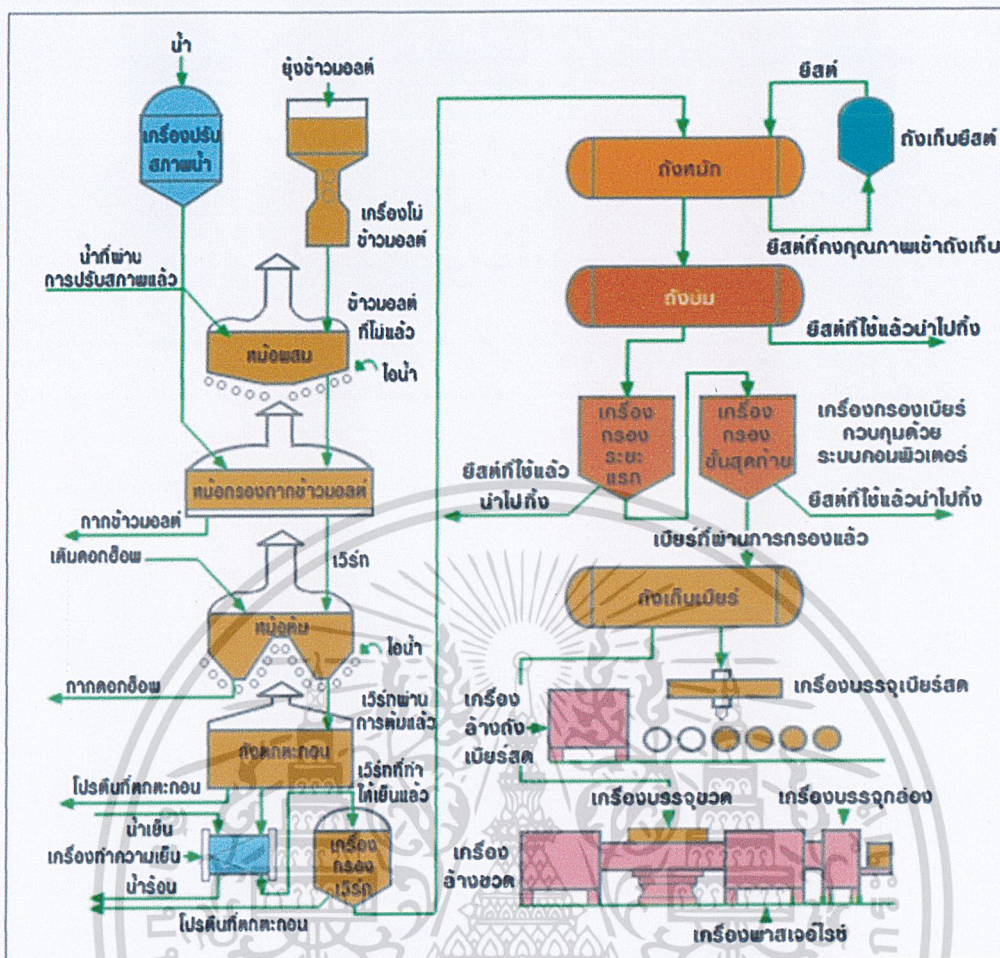 น้ำ
เครื่องปรับ
สภาพน้ำ
ยุ้งข้าวมอลต์
เครื่องโม่
ข้าวมอลต์
น้ำที่ผ่าน
การปรับสภาพแล้ว
ข้าวมอลต์
ที่โม่แล้ว
หม้อผสม
ไอน้ำ
หม้อกรองกากข้าวมอลต์
กากข้าวมอลต์
เติมดอกฮ็อพ
เวิร์ท
หม้อต้ม
ไอน้ำ
กากดอกฮ็อพ
เวิร์ทผ่าน
การต้มแล้ว
ถังตกตะกอน
โปรตีนที่ตกตะกอน
เวิร์ทที่ทำ
ให้เย็นแล้ว
น้ำเย็น
เครื่องทำความเย็น
น้ำร้อน
เครื่อง
กรอง
เวิร์ท
โปรตีนที่ตกตะกอน
ยีสต์
ถังเก็บยีสต์
ถังหมัก
ยีสต์ที่คงคุณภาพเข้าถังเก็บ
ถังบ่ม
ยีสต์ที่ใช้แล้วนำไปทิ้ง
เครื่อง
กรอง
ระยะ
แรก
เครื่อง
กรอง
ขั้นสุดท้าย
เครื่องกรองเบียร์
ควบคุมด้วย
ระบบคอมพิวเตอร์
ยีสต์ที่ใช้แล้ว
นำไปทิ้ง
ยีสต์ที่ใช้แล้วนำไปทิ้ง
เบียร์ที่ผ่านการกรองแล้ว
ถังเก็บเบียร์
เครื่อง
ล้างถัง
เบียร์สด
เครื่องบรรจุเบียร์สด
เครื่องบรรจุขวด
เครื่องบรรจุกล่อง
เครื่อง
ล้างขวด
เครื่องพาสเจอไรซ์